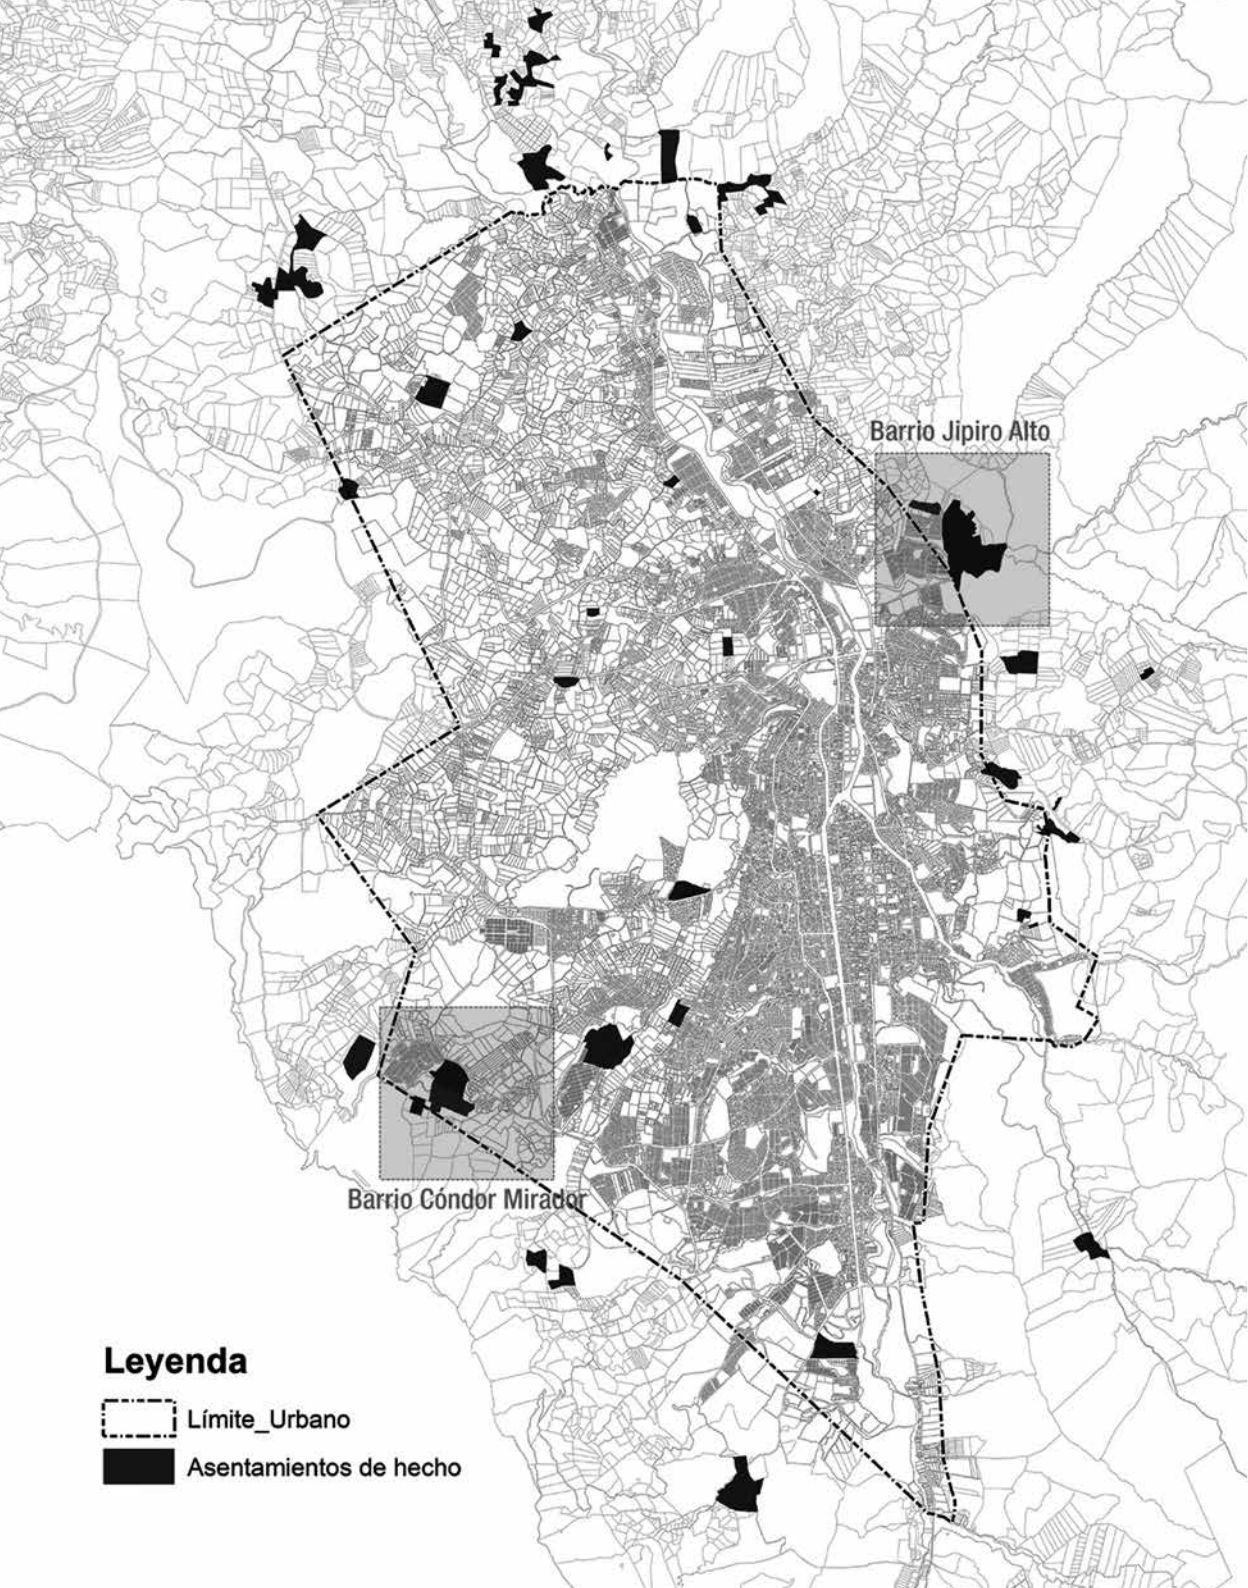 Barrio Jipiro Alto
Barrio Cóndor Mirador
Leyenda
Límite_Urbano
Asentamientos de hecho